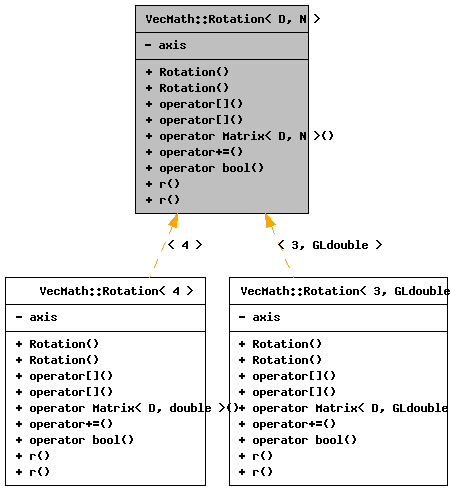 VecMath::Rotation< D, N >
- axis
+ Rotation()
+ Rotation()
+ operator[]()
+ operator[]()
+ operator Matrix< D, N >()
+ operator+=()
+ operator bool()
+ r()
+ r()
< 4 >
< 3, GLdouble >
VecMath::Rotation< 4 >
- axis
+ Rotation()
+ Rotation()
+ operator[]()
+ operator[]()
+ operator Matrix< D, double >()
+ operator+=()
+ operator bool()
+ r()
+ r()
VecMath::Rotation< 3, GLdouble
- axis
+ Rotation()
+ Rotation()
+ operator[]()
+ operator[]()
+ operator Matrix< D, GLdouble
+ operator+=()
+ operator bool()
+ r()
+ r()